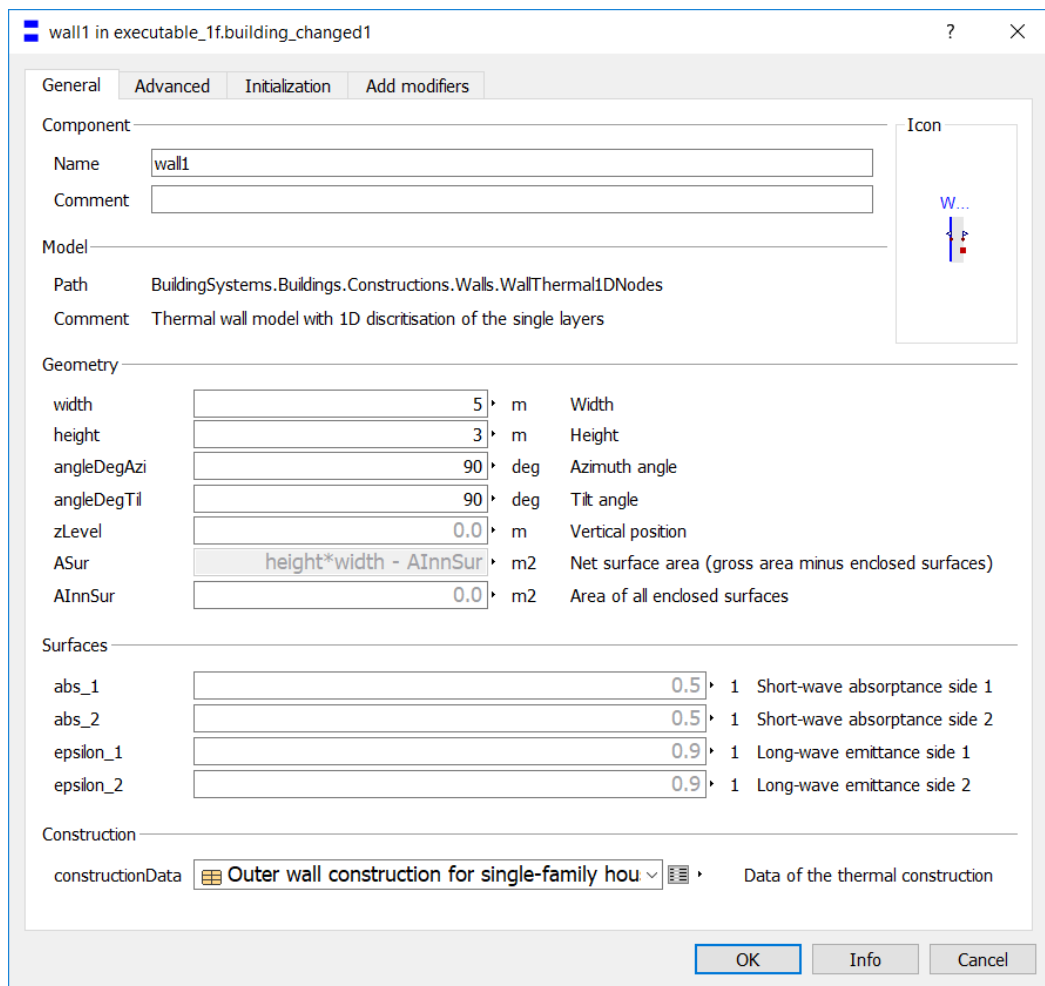 wall1 in executable_1f.building_changed1 ?
General Advanced Initialization Add modifiers
Component
Icon
Name wall1
Comment
W...
Model
Path BuildingSystems.Buildings.Constructions.Walls.WallThermal1DNodes
Comment Thermal wall model with 1D discritisation of the single layers
Geometry
width 5 m Width
height 3 m Height
angleDegAzi 90 deg Azimuth angle
angleDegTil 90 deg Tilt angle
zLevel 0.0 m Vertical position
ASur height*width - AInnSur m2 Net surface area (gross area minus enclosed surfaces)
AInnSur 0.0 m2 Area of all enclosed surfaces
Surfaces
abs_1 0.5 1 Short-wave absorptance side 1
abs_2 0.5 1 Short-wave absorptance side 2
epsilon_1 0.9 1 Long-wave emittance side 1
epsilon_2 0.9 1 Long-wave emittance side 2
Construction
constructionData Outer wall construction for single-family hou Data of the thermal construction
OK Info Cancel